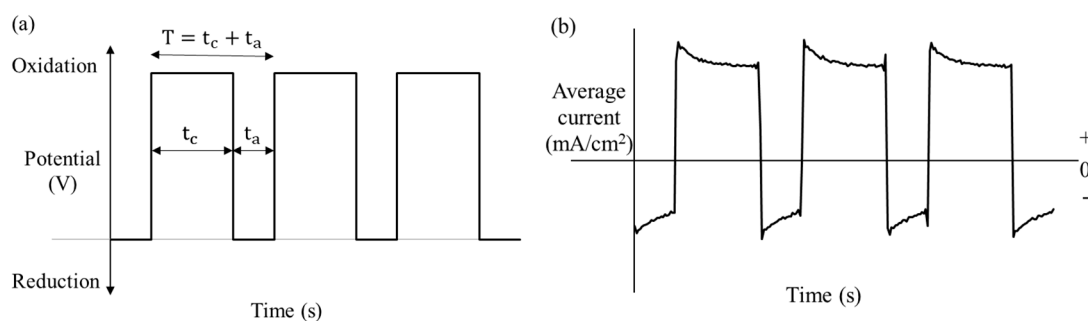 (a)
T = t_c + t_a
Oxidation
t_c
t_a
Potential
(V)
Reduction
Time (s)
(b)
Average
current
(mA/cm²)
+
0
-
Time (s)